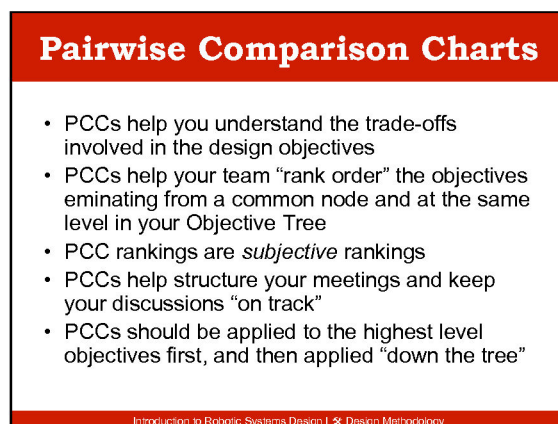 Pairwise Comparison Charts
• PCCs help you understand the trade-offs
involved in the design objectives
• PCCs help your team “rank order” the objectives
eminating from a common node and at the same
level in your Objective Tree
• PCC rankings are subjective rankings
• PCCs help structure your meetings and keep
your discussions “on track”
• PCCs should be applied to the highest level
objectives first, and then applied “down the tree”
Introduction to Robotic Systems Design | 🛠 Design Methodology